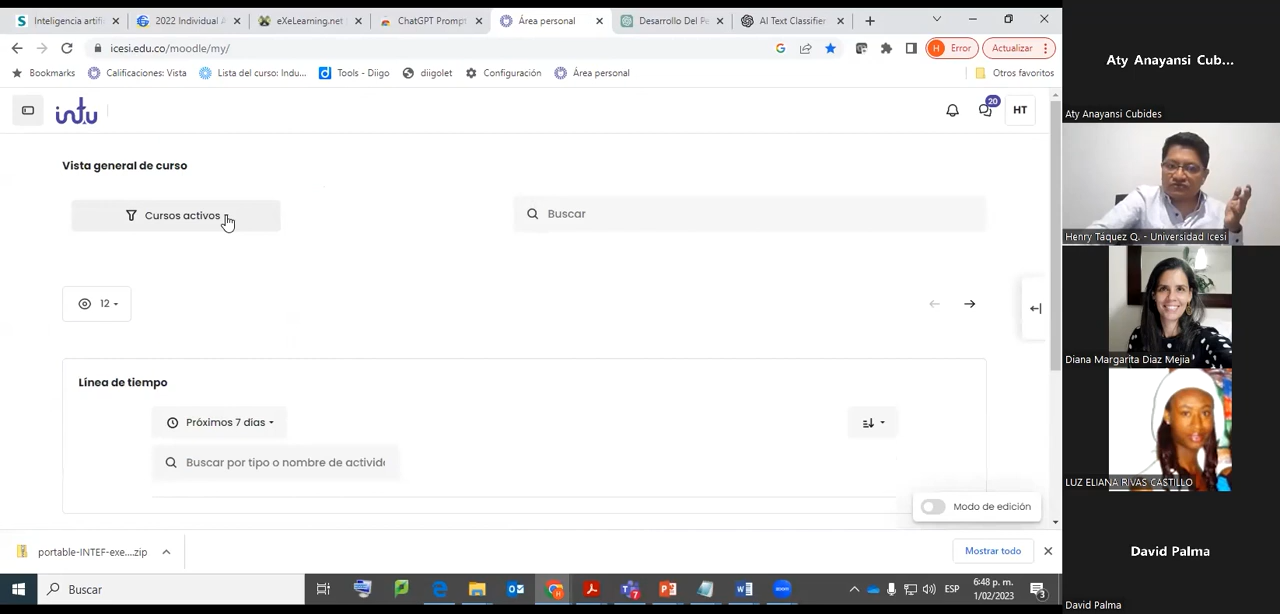 Inteligencia artifi
2022 Individual A
eXeLearning.net
ChatGPT Prompt
Área personal
Desarrollo Del Pe
AI Text Classifier
icesi.edu.co/moodle/my/
H Error
Actualizar
Bookmarks
Calificaciones: Vista
Lista del curso: Indu...
Tools - Diigo
diigolet
Configuración
Área personal
Otros favoritos
intu
20
HT
Vista general de curso
Cursos activos
Buscar
12
Línea de tiempo
Próximos 7 días
Buscar por tipo o nombre de activida
Modo de edición
portable-INTEF-exe....zip
Mostrar todo
Buscar
ESP
6:48 p. m.
1/02/2023
3
Aty Anayansi Cub...
Aty Anayansi Cubides
Henry Taquez Q. - Universidad Icesi
Diana Margarita Diaz Mejia
LUZ ELIANA RIVAS CASTILLO
David Palma
David Palma